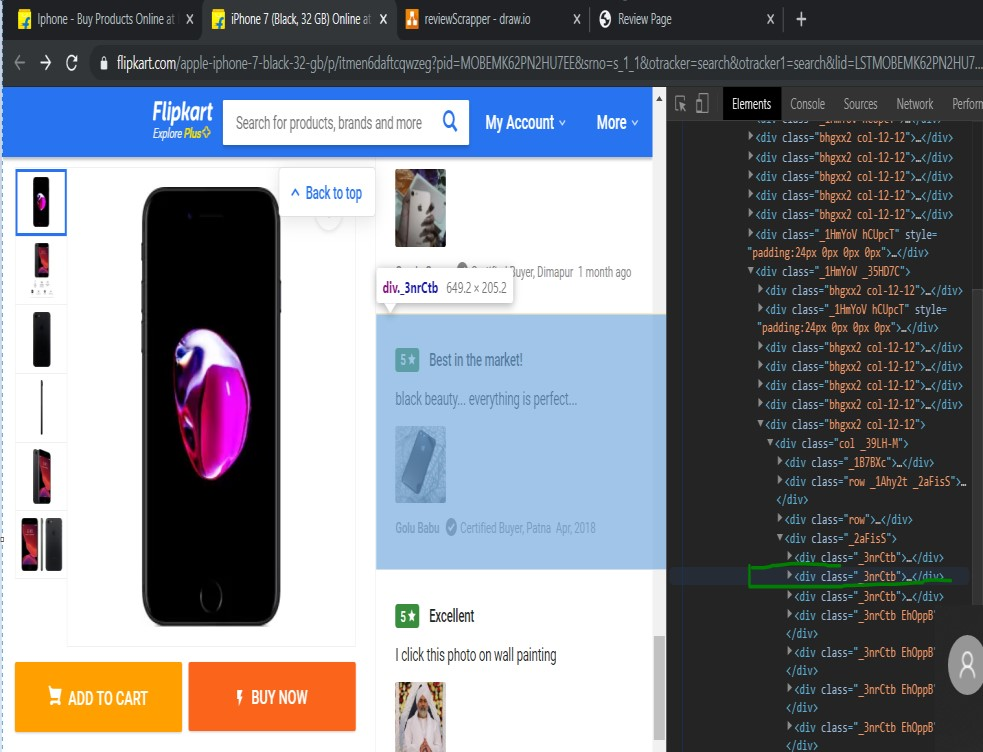 Iphone - Buy Products Online at
iPhone 7 (Black, 32 GB) Online at
reviewScrapper - draw.io
Review Page
flipkart.com/apple-iphone-7-black-32-gb/p/itmen6daftcqwzeg?pid=MOBEMK62PN2HU7EE&srno=s_1_1&otracker=search&otracker1=search&lid=LSTMOBEMK62PN2HU7...
Flipkart
Explore Plus
Search for products, brands and more
My Account
More
Back to top
Certified Buyer, Dimapur 1 month ago
div._3nrCtb 649.2 × 205.2
5★ Best in the market!
black beauty... everything is perfect...
Golu Babu Certified Buyer, Patna Apr, 2018
5★ Excellent
I click this photo on wall painting
ADD TO CART
BUY NOW
Elements Console Sources Network Perform
<div class="_1HmYoV hCUpcT">…</div>
<div class="bhgxx2 col-12-12">…</div>
<div class="bhgxx2 col-12-12">…</div>
<div class="bhgxx2 col-12-12">…</div>
<div class="bhgxx2 col-12-12">…</div>
<div class="bhgxx2 col-12-12">…</div>
<div class="_1HmYoV hCUpcT" style=
"padding:24px 0px 0px 0px">…</div>
<div class="_1HmYoV _35HD7C">
<div class="bhgxx2 col-12-12">…</div>
<div class="_1HmYoV hCUpcT" style=
"padding:24px 0px 0px 0px">…</div>
<div class="bhgxx2 col-12-12">…</div>
<div class="bhgxx2 col-12-12">…</div>
<div class="bhgxx2 col-12-12">…</div>
<div class="bhgxx2 col-12-12">…</div>
<div class="bhgxx2 col-12-12">
<div class="col _39LH-M">
<div class="_1B7BXc">…</div>
<div class="row _1Ahy2t _2aFisS">…
</div>
<div class="row">…</div>
<div class="_2aFisS">
<div class="_3nrCtb">…</div>
<div class="_3nrCtb">…</div>
<div class="_3nrCtb">…</div>
<div class="_3nrCtb EhOppB"
</div>
<div class="_3nrCtb EhOppB"
</div>
<div class="_3nrCtb EhOppB"
</div>
<div class="_3nrCtb EhOppB"
</div>